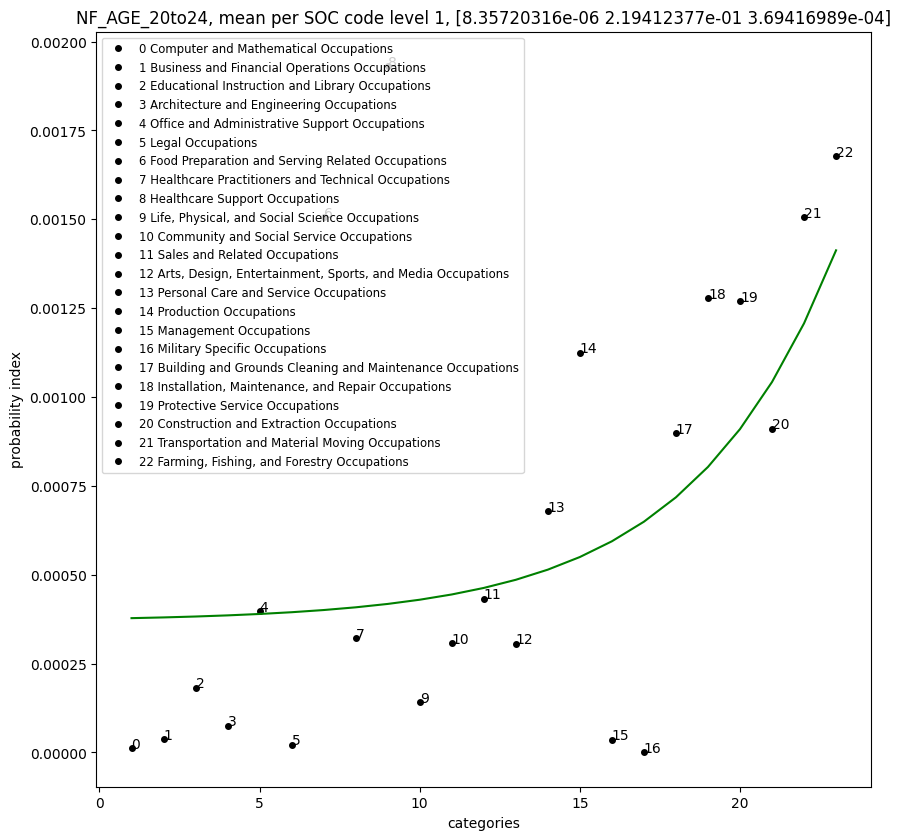 NF_AGE_20to24, mean per SOC code level 1, [8.35720316e-06 2.19412377e-01 3.69416989e-04]
0.00200
0.00175
0.00150
0.00125
0.00100
0.00075
0.00050
0.00025
0.00000
probability index
0 Computer and Mathematical Occupations
1 Business and Financial Operations Occupations
2 Educational Instruction and Library Occupations
3 Architecture and Engineering Occupations
4 Office and Administrative Support Occupations
5 Legal Occupations
6 Food Preparation and Serving Related Occupations
7 Healthcare Practitioners and Technical Occupations
8 Healthcare Support Occupations
9 Life, Physical, and Social Science Occupations
10 Community and Social Service Occupations
11 Sales and Related Occupations
12 Arts, Design, Entertainment, Sports, and Media Occupations
13 Personal Care and Service Occupations
14 Production Occupations
15 Management Occupations
16 Military Specific Occupations
17 Building and Grounds Cleaning and Maintenance Occupations
18 Installation, Maintenance, and Repair Occupations
19 Protective Service Occupations
20 Construction and Extraction Occupations
21 Transportation and Material Moving Occupations
22 Farming, Fishing, and Forestry Occupations
8
6
22
21
18
19
14
17
20
13
11
4
12
10
7
9
2
3
1
0
5
15
16
0
5
10
15
20
categories